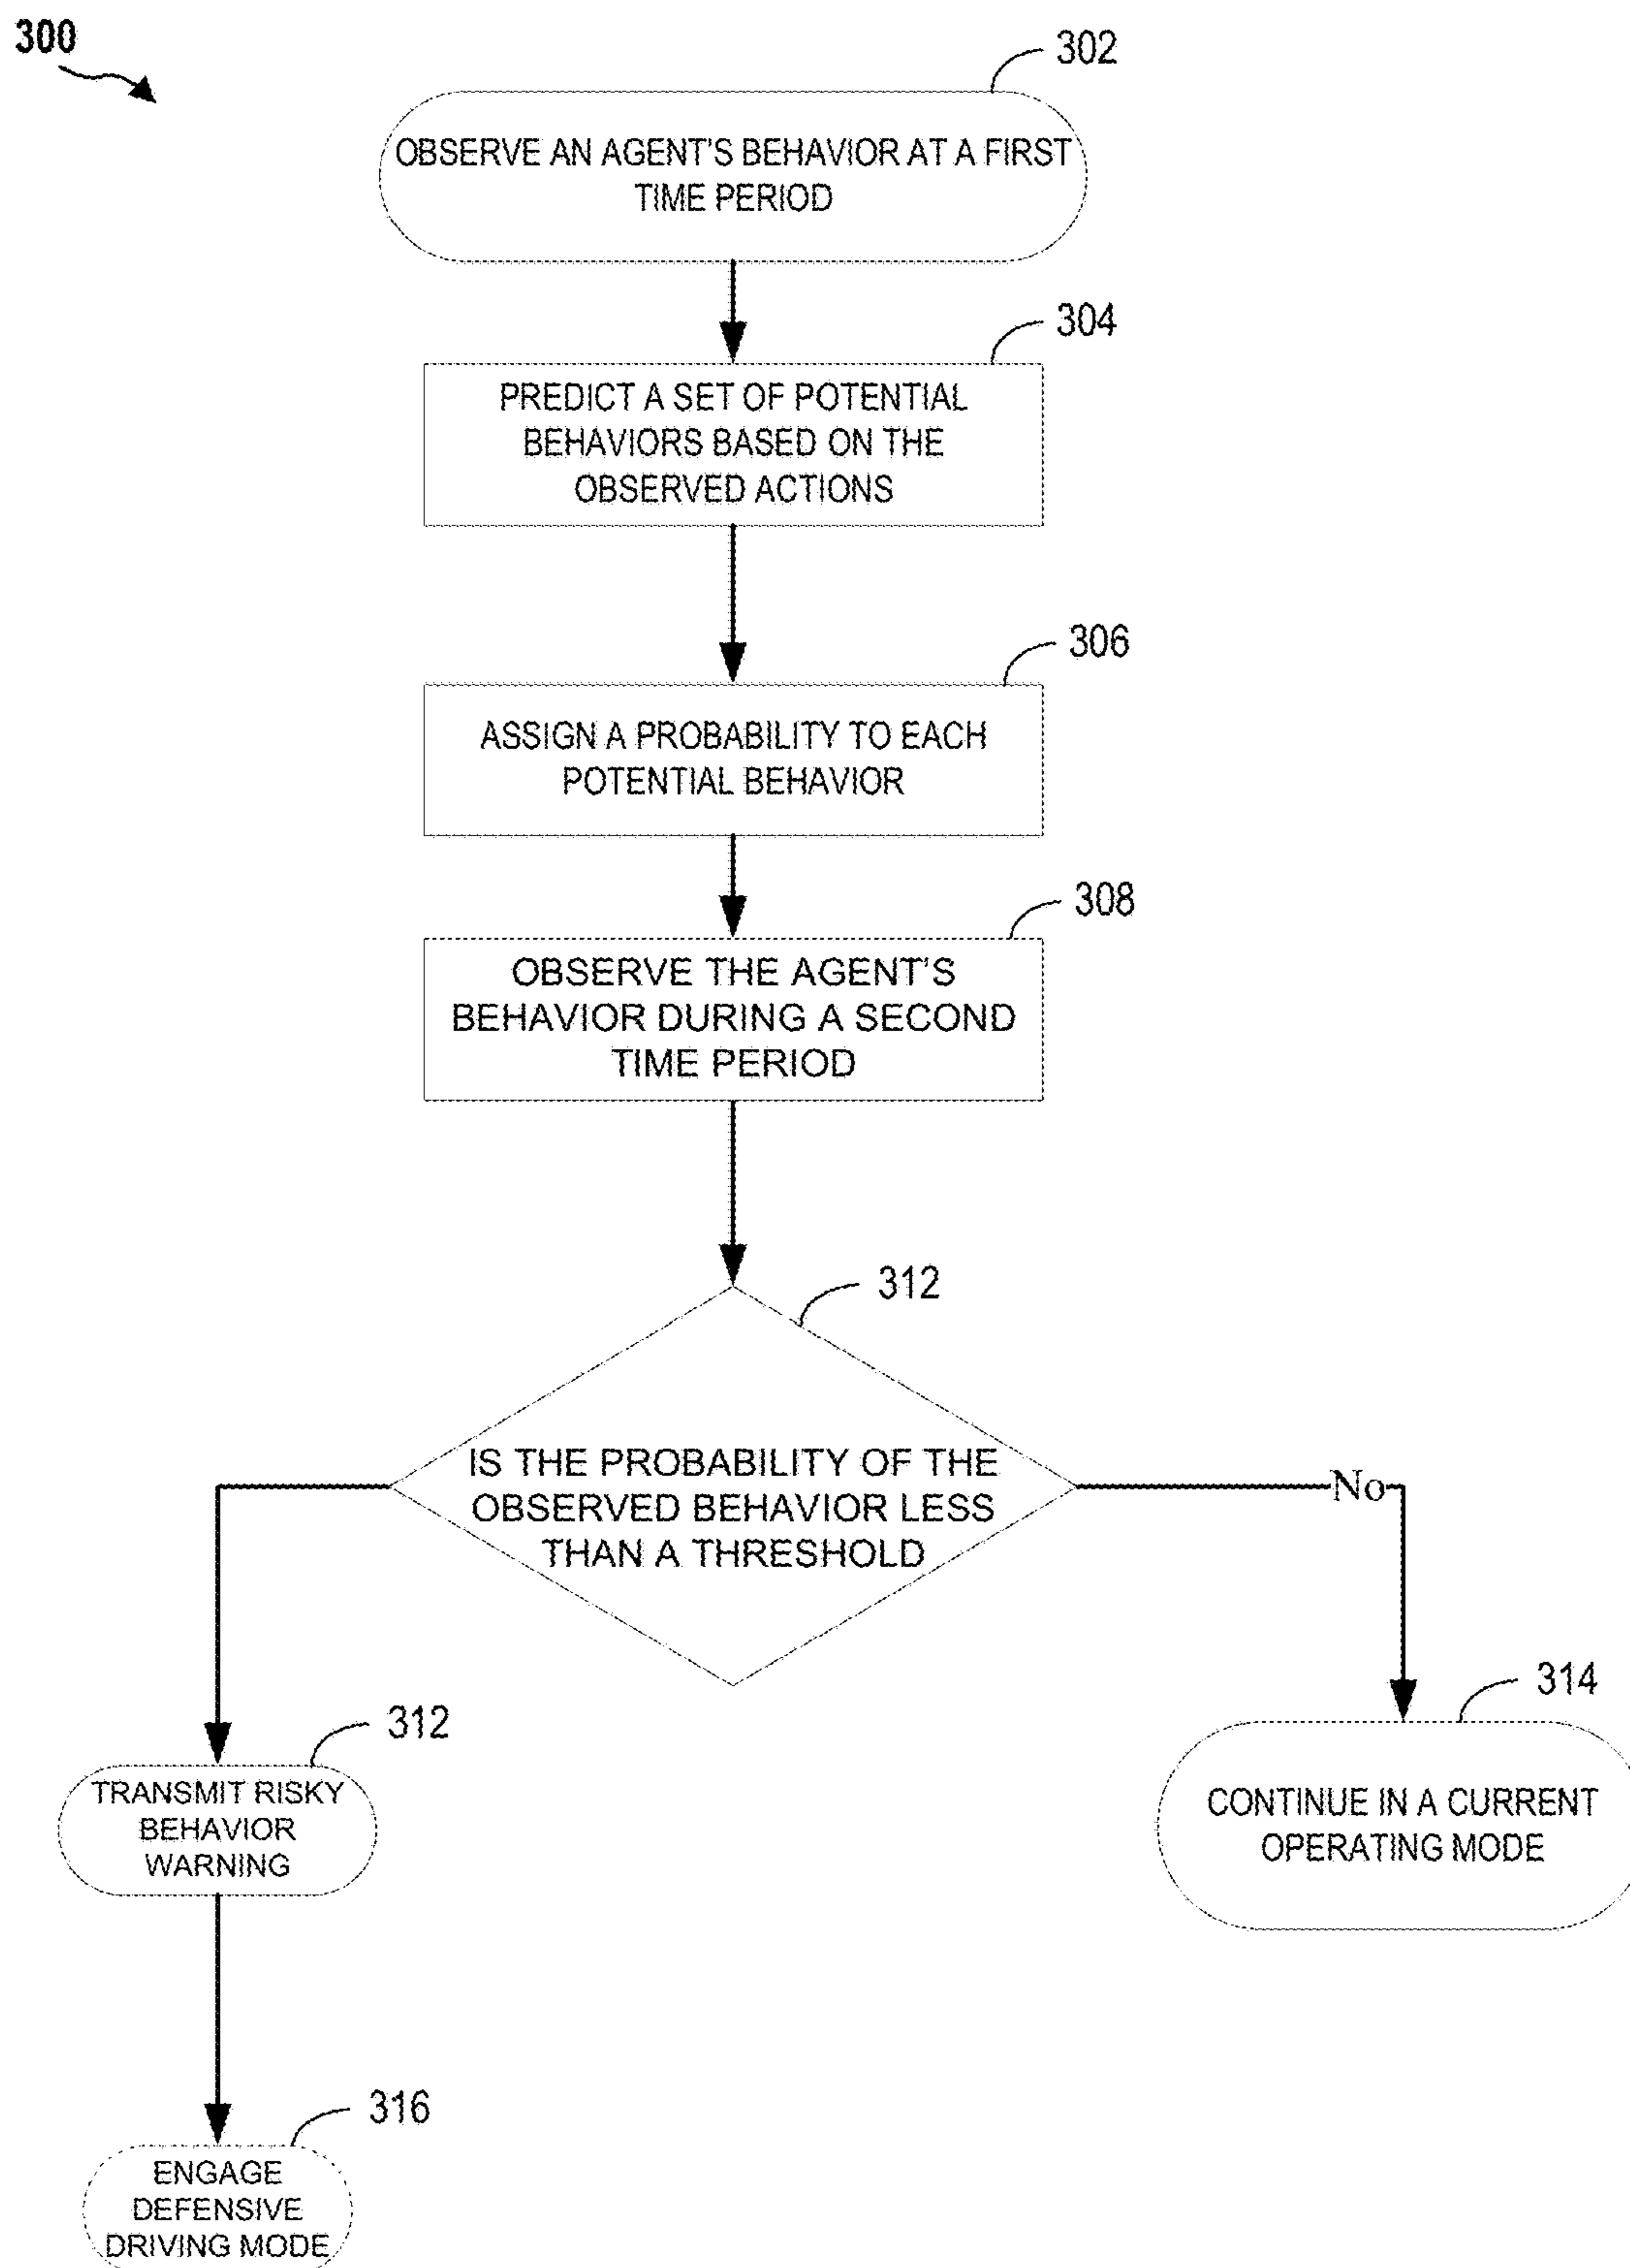 300
302
OBSERVE AN AGENT'S BEHAVIOR AT A FIRST
TIME PERIOD
304
PREDICT A SET OF POTENTIAL
BEHAVIORS BASED ON THE
OBSERVED ACTIONS
306
ASSIGN A PROBABILITY TO EACH
POTENTIAL BEHAVIOR
308
OBSERVE THE AGENT'S
BEHAVIOR DURING A SECOND
TIME PERIOD
312
IS THE PROBABILITY OF THE
OBSERVED BEHAVIOR LESS
THAN A THRESHOLD
No
312
TRANSMIT RISKY
BEHAVIOR
WARNING
314
CONTINUE IN A CURRENT
OPERATING MODE
316
ENGAGE
DEFENSIVE
DRIVING MODE